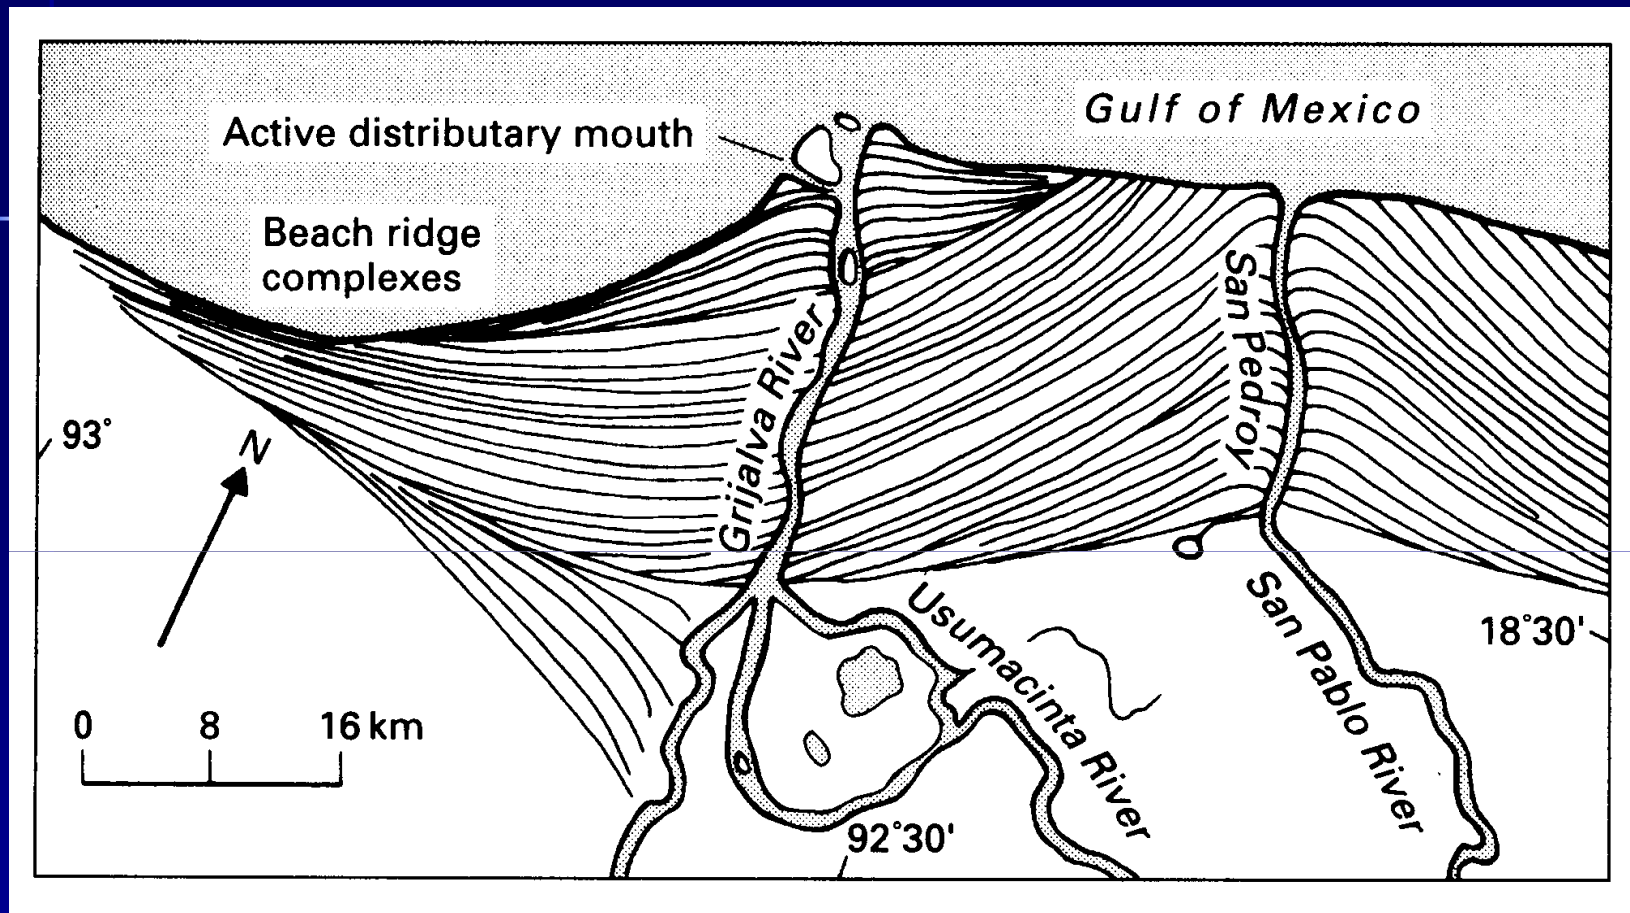 Gulf of Mexico
Active distributary mouth
Beach ridge
complexes
San Pedroy
Grijalva River
93°
N
Usumacinta River
San Pablo River
18°30'
0 8 16 km
92°30'